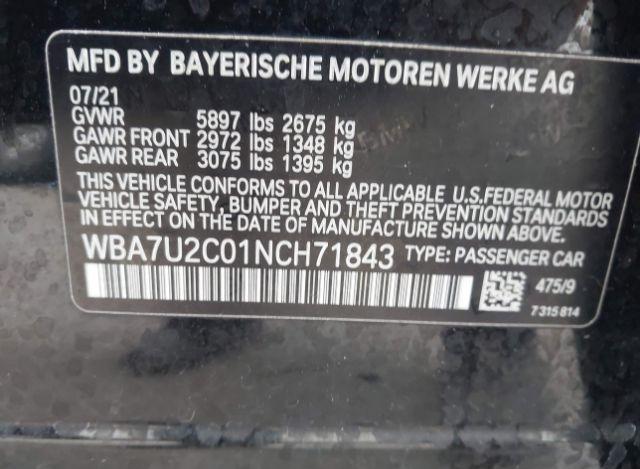 MFD BY BAYERISCHE MOTOREN WERKE AG
07/21
GVWR 5897 lbs 2675 kg
GAWR FRONT 2972 lbs 1348 kg
GAWR REAR 3075 lbs 1395 kg
THIS VEHICLE CONFORMS TO ALL APPLICABLE U.S.FEDERAL MOTOR
VEHICLE SAFETY, BUMPER AND THEFT PREVENTION STANDARDS
IN EFFECT ON THE DATE OF MANUFACTURE SHOWN ABOVE.
WBA7U2C01NCH71843 TYPE: PASSENGER CAR
475/9
7315814